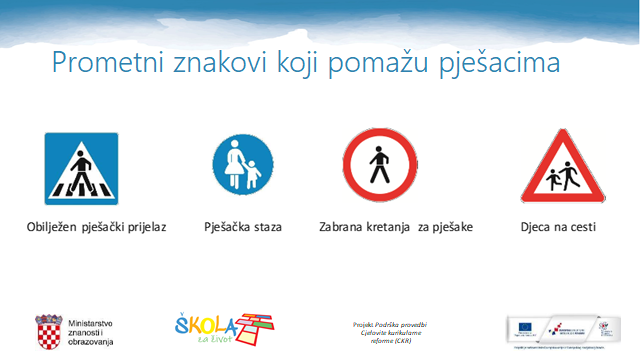 Prometni znakovi koji pomažu pješacima
Obilježen pješački prijelaz
Pješačka staza
Zabrana kretanja za pješake
Djeca na cesti
Ministarstvo
znanosti i
obrazovanja
ŠKOLA
za život
Projekt Podrška provedbi
Cjelovite kurikularne
reforme (CKR)